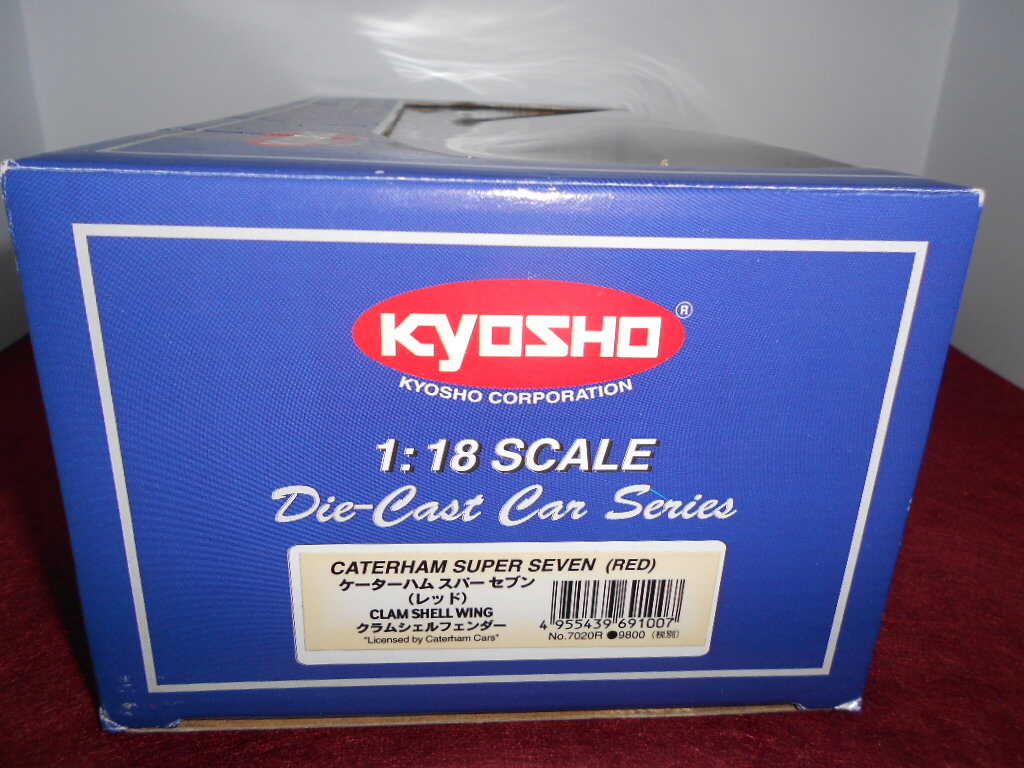 KYOSHO ®
KYOSHO CORPORATION
1:18 SCALE
Die-Cast Car Series
CATERHAM SUPER SEVEN (RED)
ケーターハム スパー セブン
(レッド)
CLAM SHELL WING
クラムシェルフェンダー
"Licensed by Caterham Cars"
4 955439 691007
No.7020R ●9800 (税別)